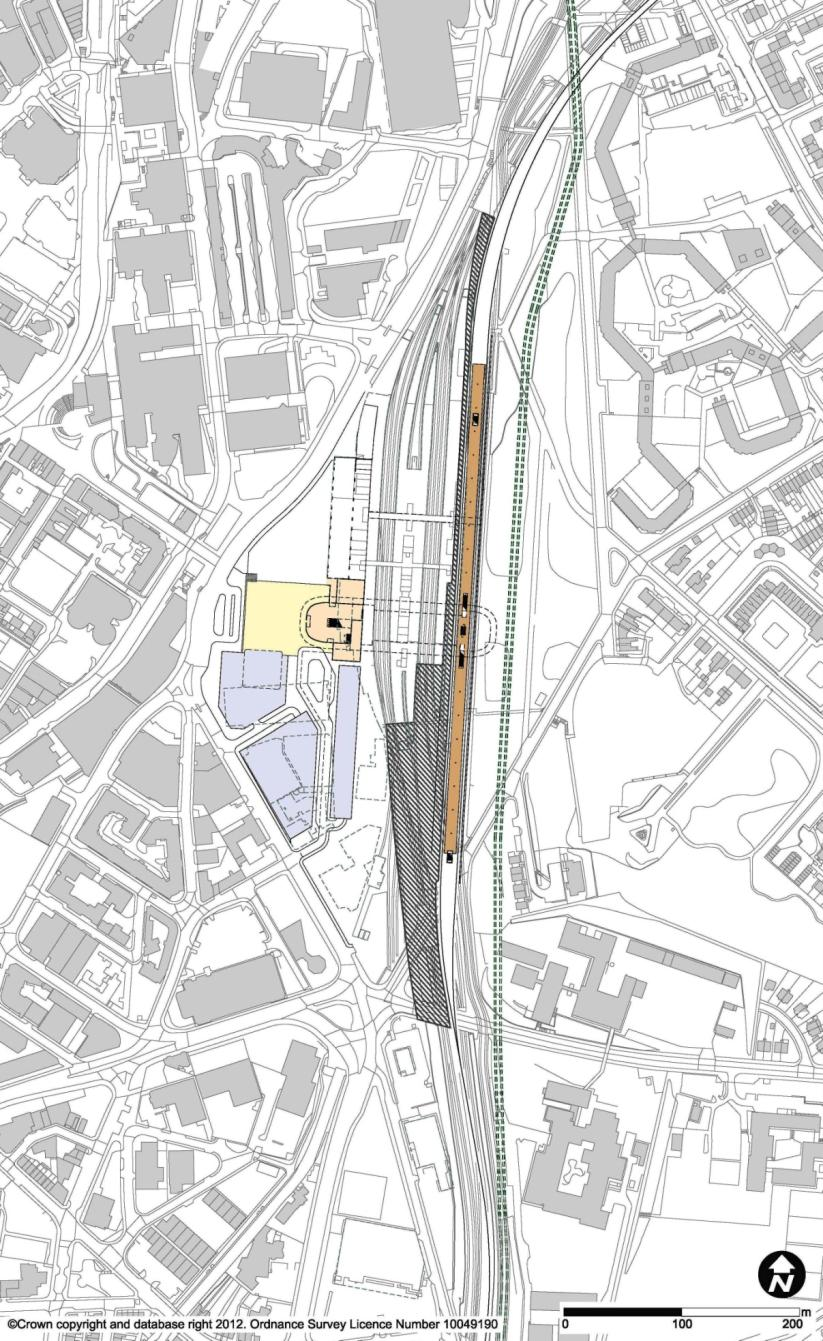 N
m
0 100 200
©Crown copyright and database right 2012. Ordnance Survey Licence Number 10049190